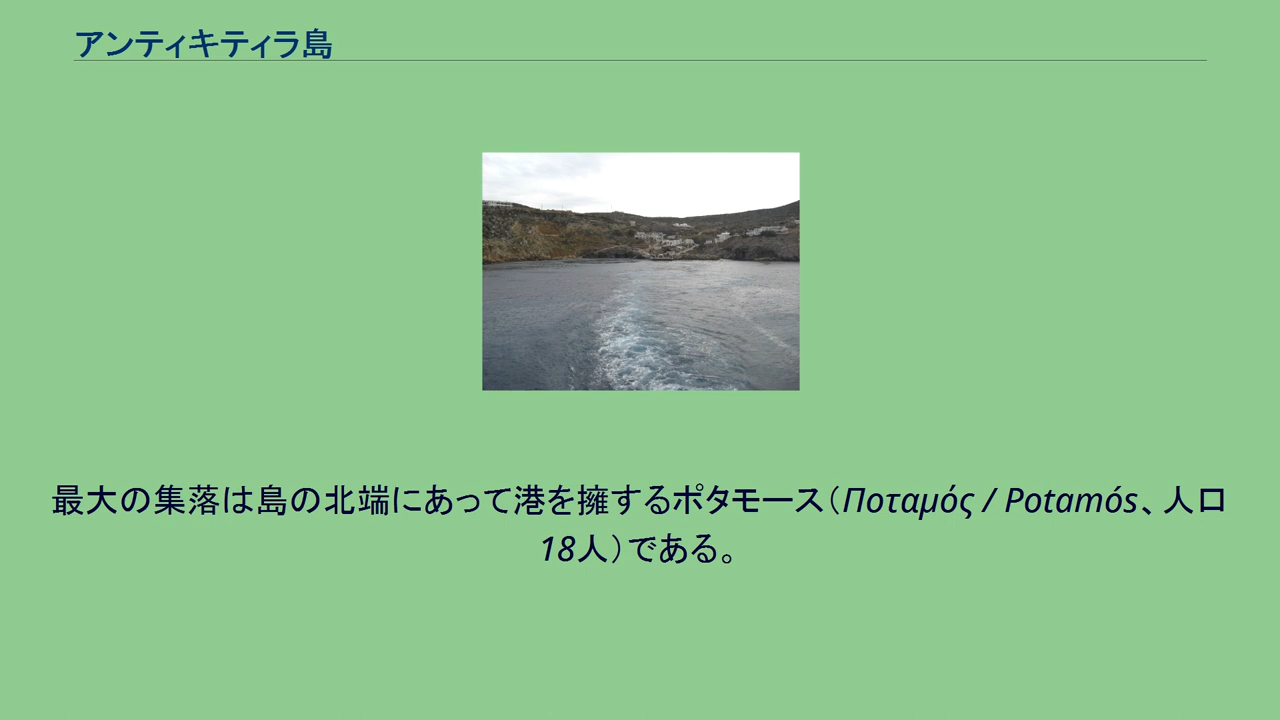 アンティキティラ島
最大の集落は島の北端にあって港を擁するポタモース（Ποταμός / Potamós、人口
18人）である。